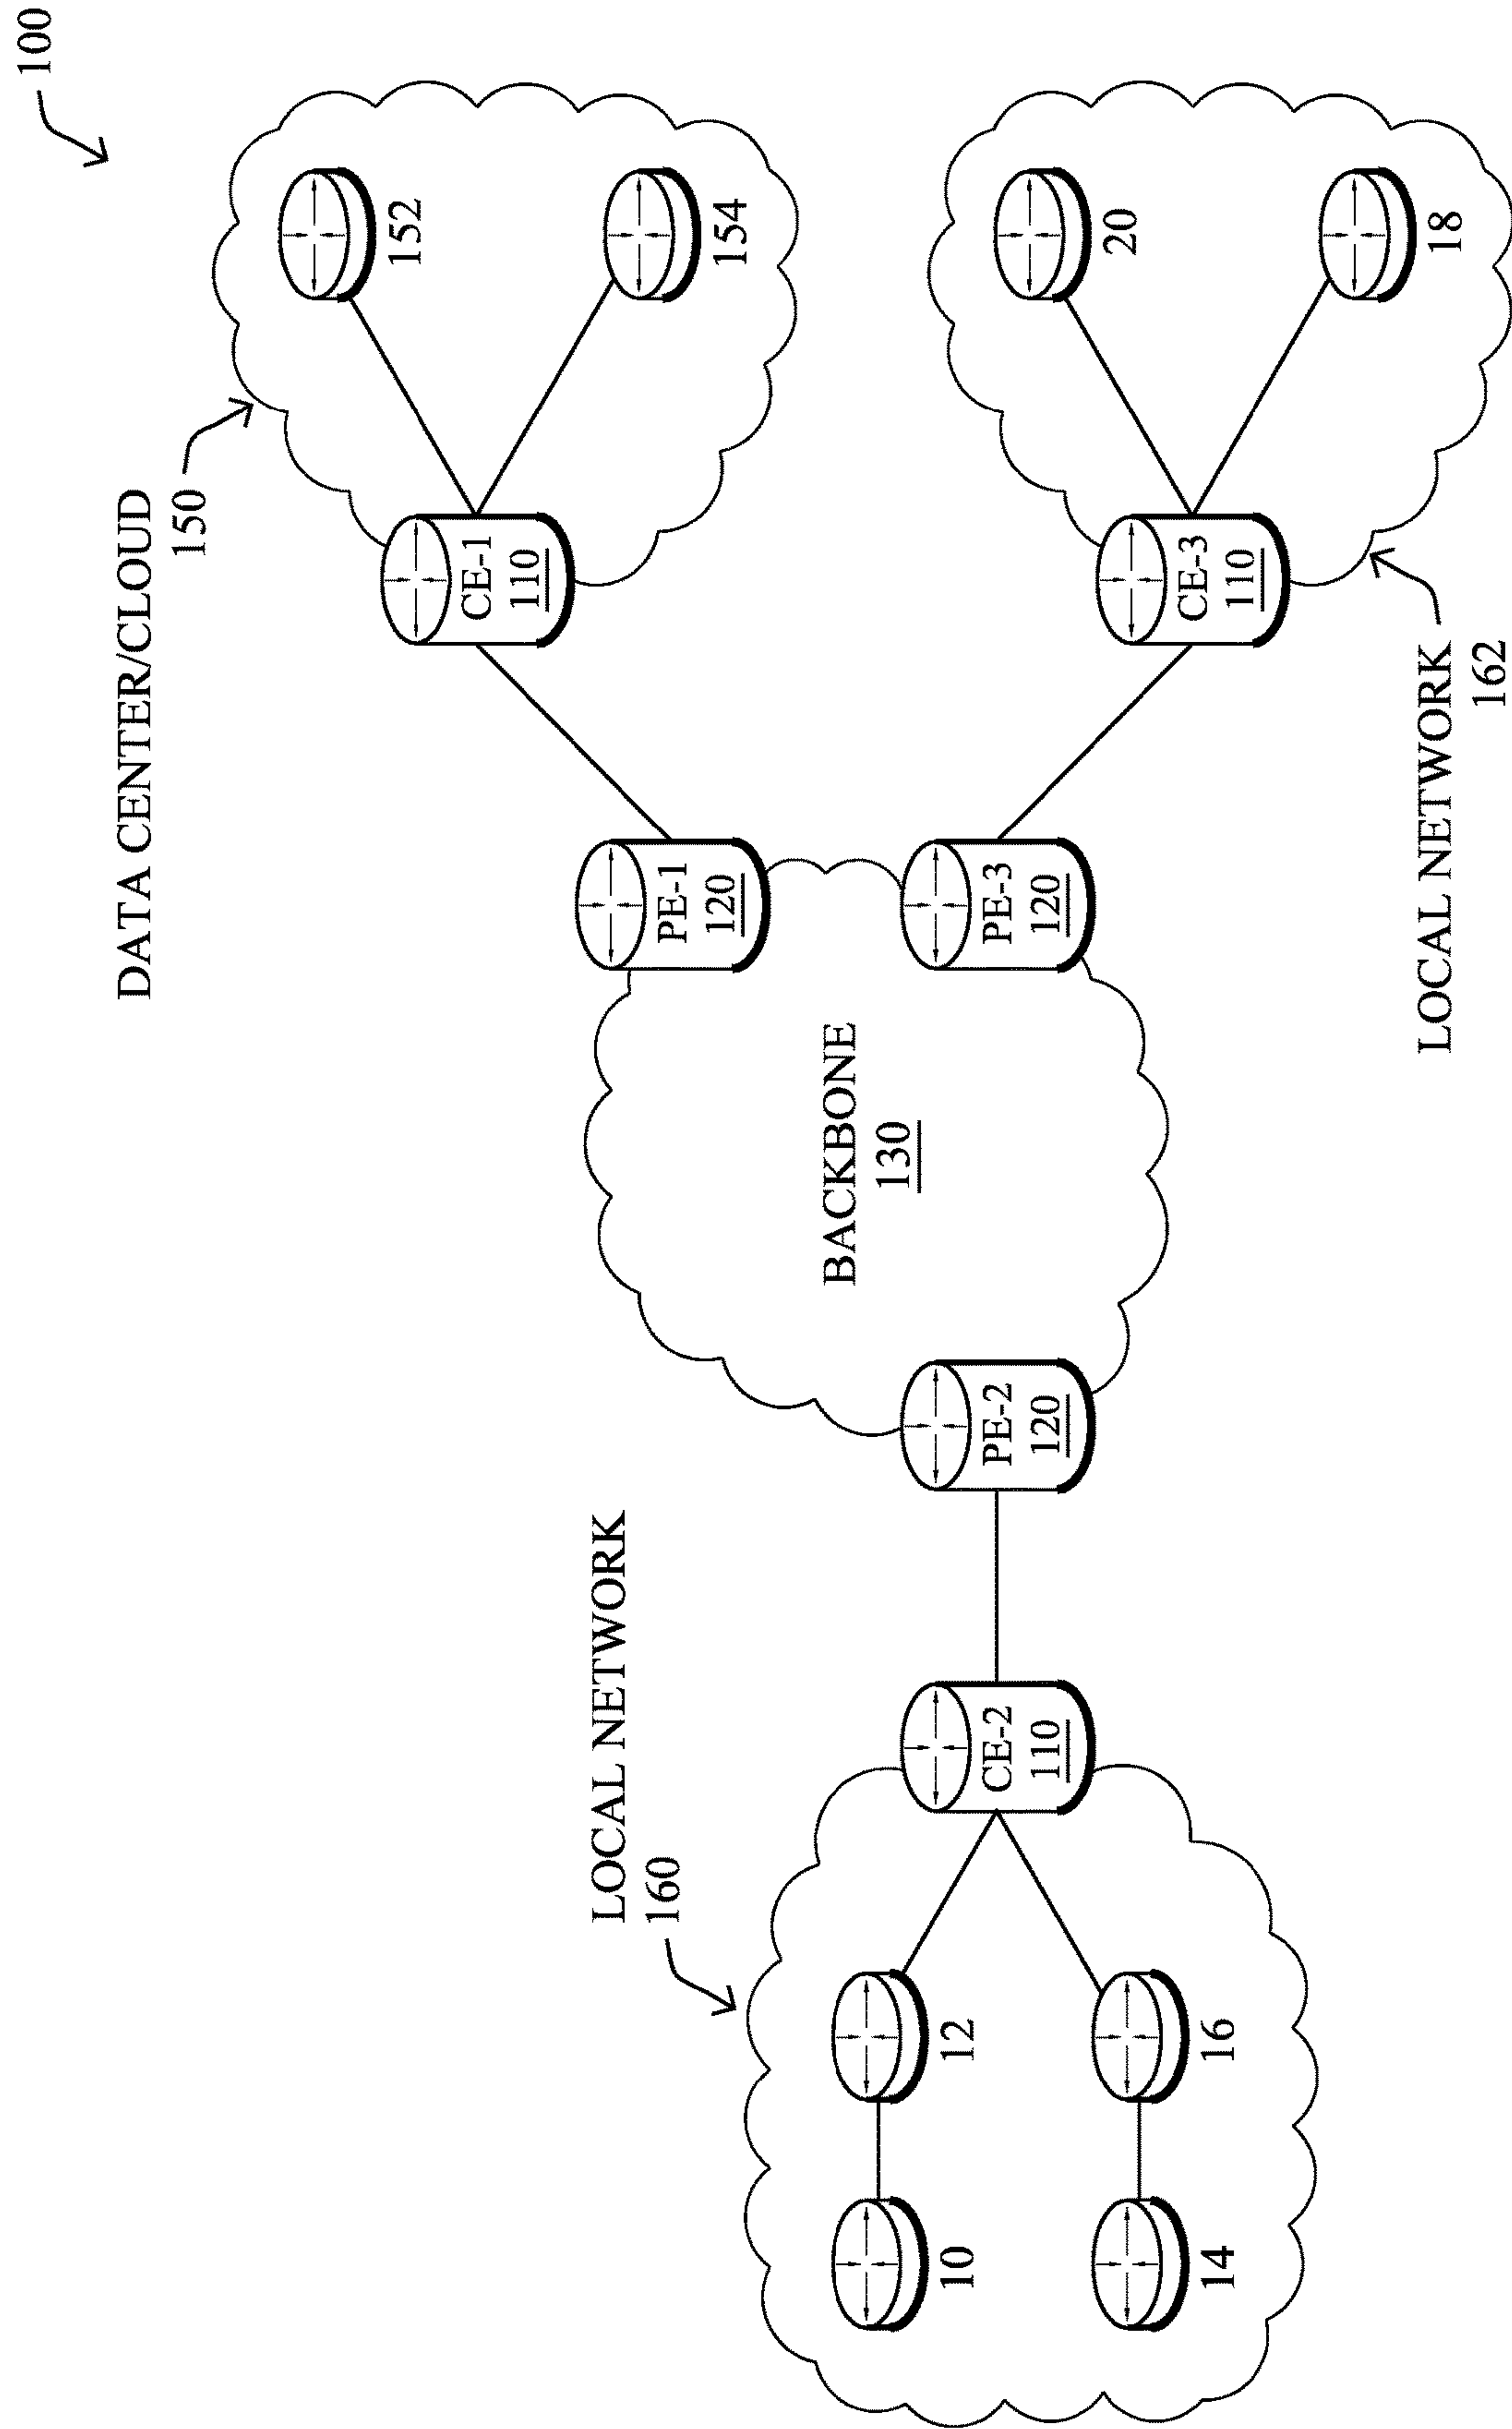 100
DATA CENTER/CLOUD
150
152
154
CE-1
110
PE-1
120
LOCAL NETWORK
160
BACKBONE
130
10
12
CE-2
110
PE-2
120
PE-3
120
CE-3
110
20
14
16
18
LOCAL NETWORK
162